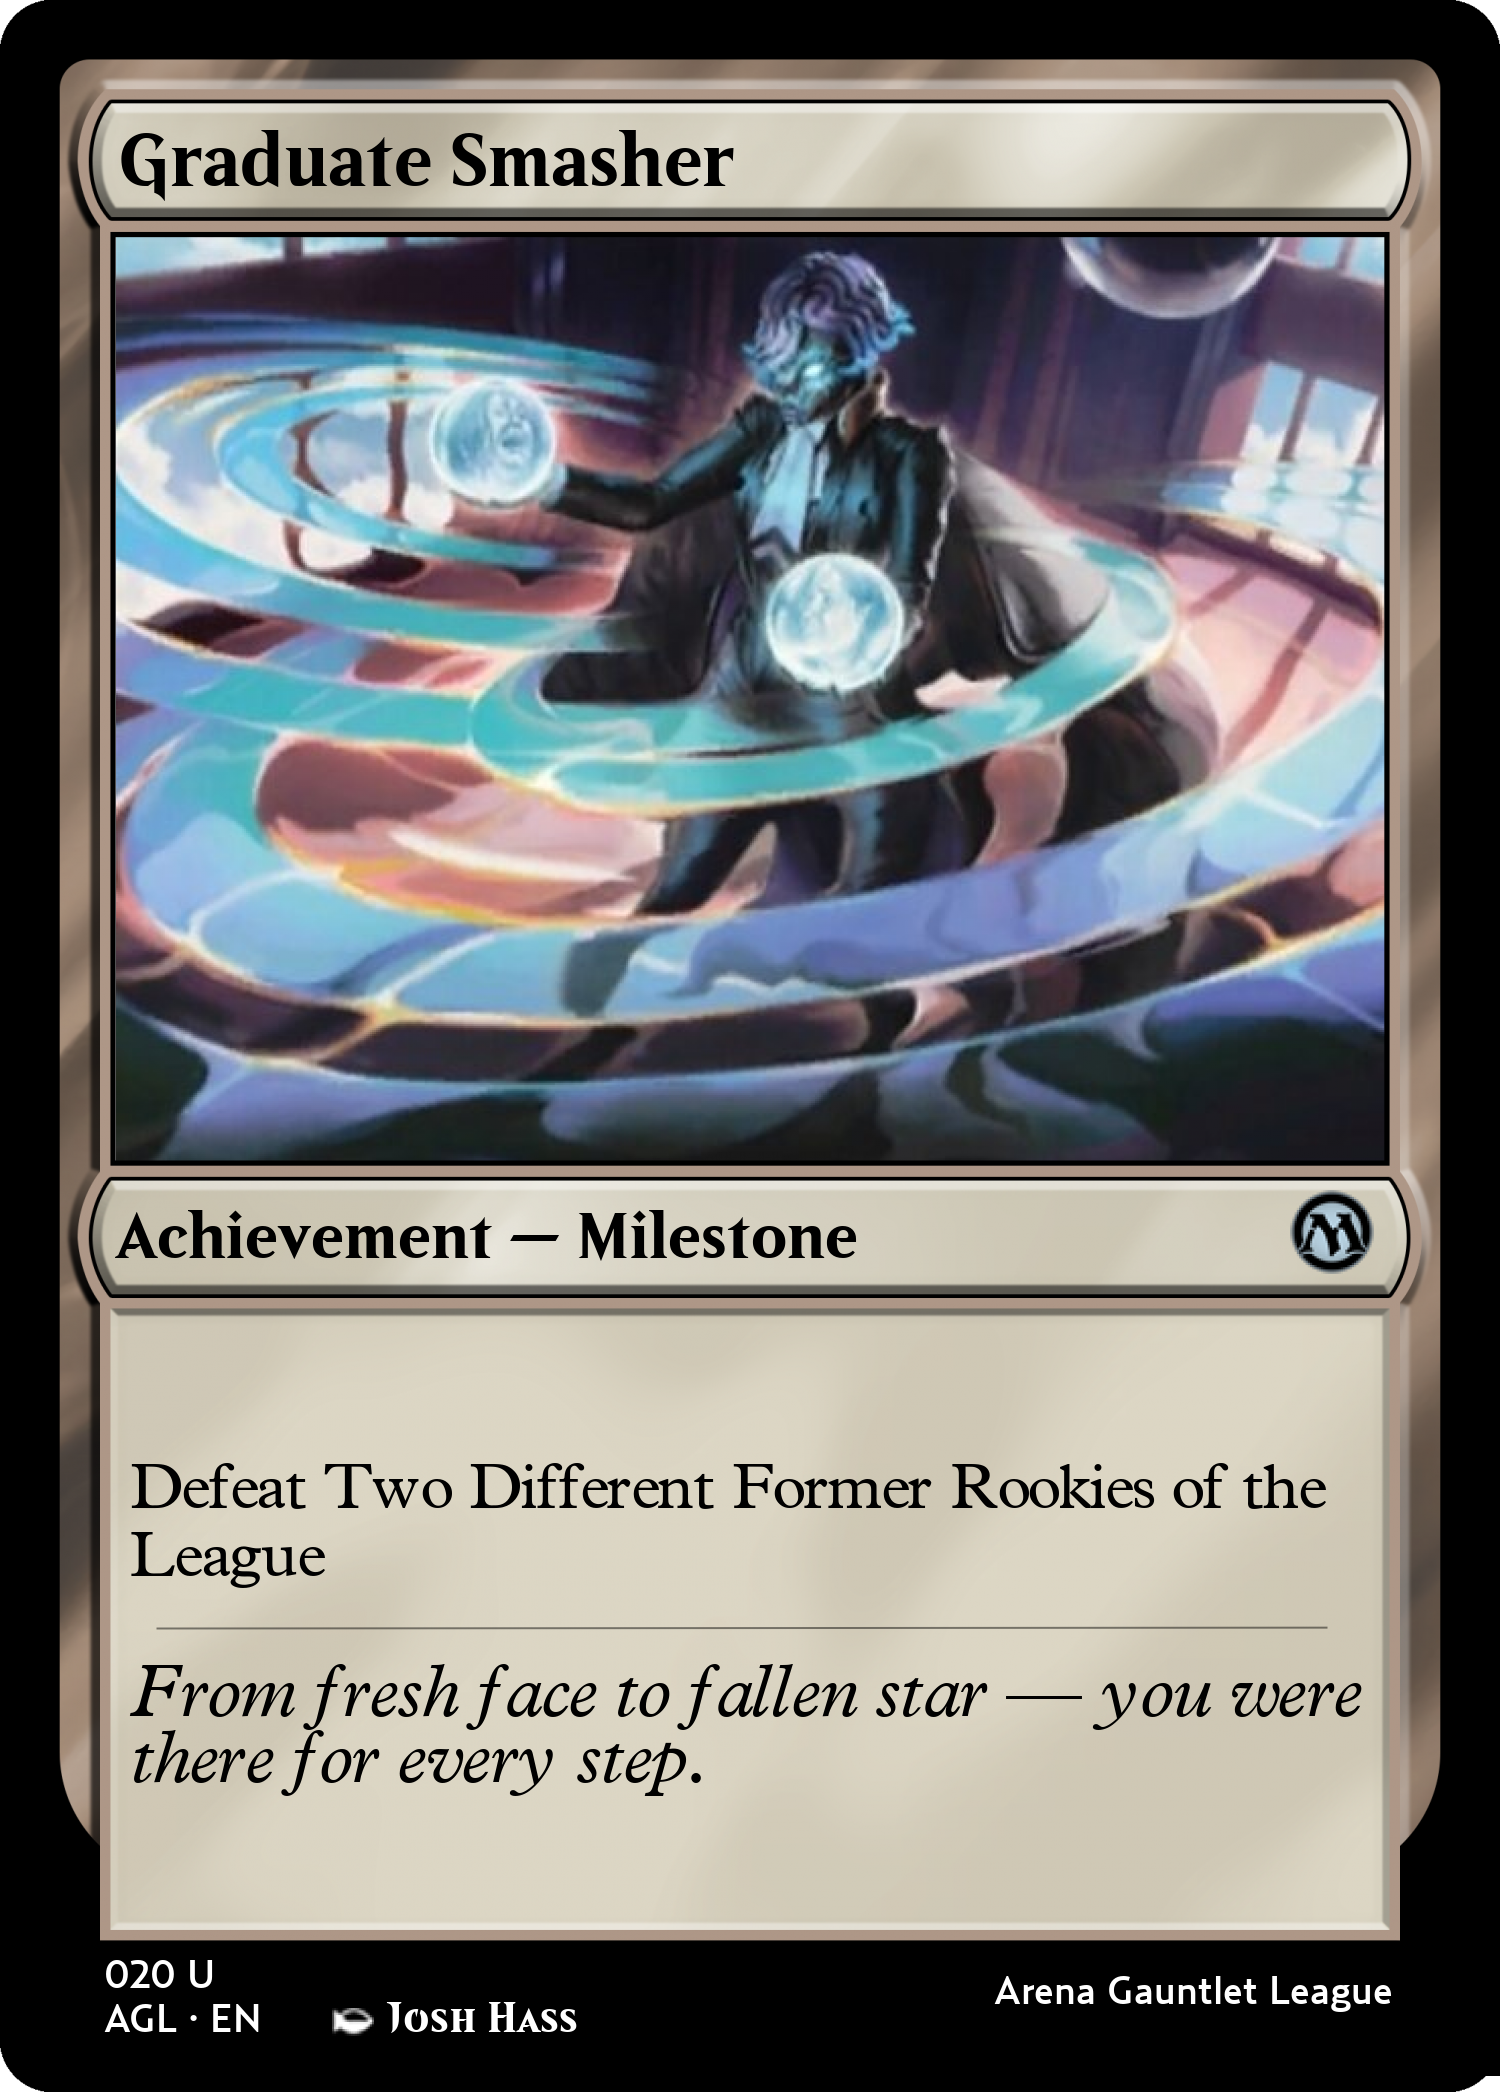 Graduate Smasher
Achievement — Milestone
M
Defeat Two Different Former Rookies of the
League
From fresh face to fallen star — you were
there for every step.
020 U
AGL · EN
Josh Hass
Arena Gauntlet League